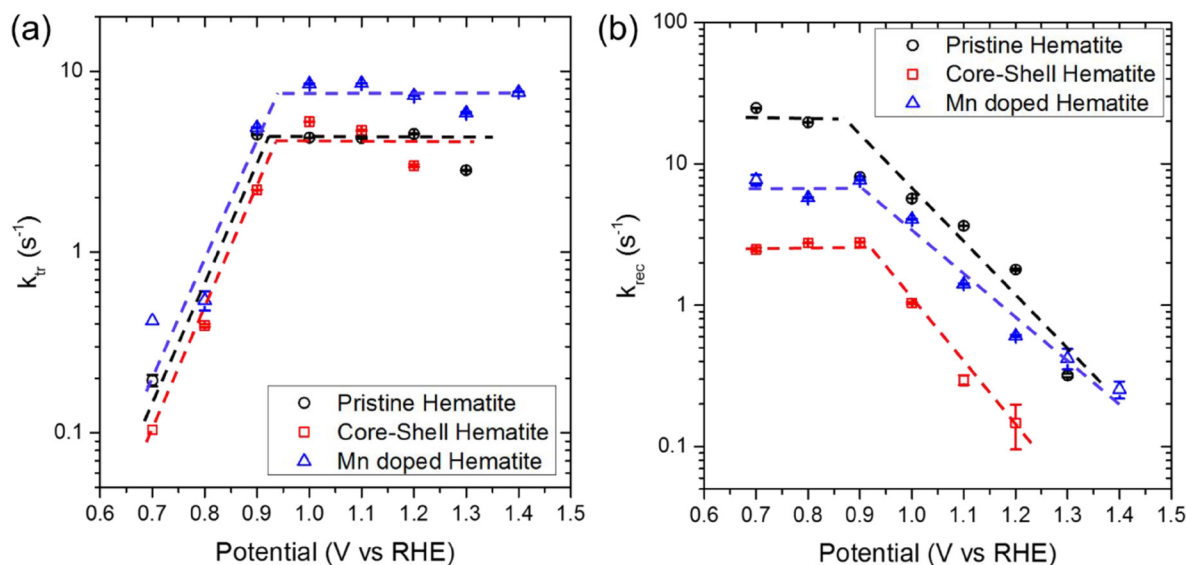 (a)
10
1
0.1
k_tr (s⁻¹)
Pristine Hematite
Core-Shell Hematite
Mn doped Hematite
0.6 0.7 0.8 0.9 1.0 1.1 1.2 1.3 1.4 1.5
Potential (V vs RHE)
(b)
100
10
1
0.1
k_rec (s⁻¹)
Pristine Hematite
Core-Shell Hematite
Mn doped Hematite
0.6 0.7 0.8 0.9 1.0 1.1 1.2 1.3 1.4 1.5
Potential (V vs RHE)